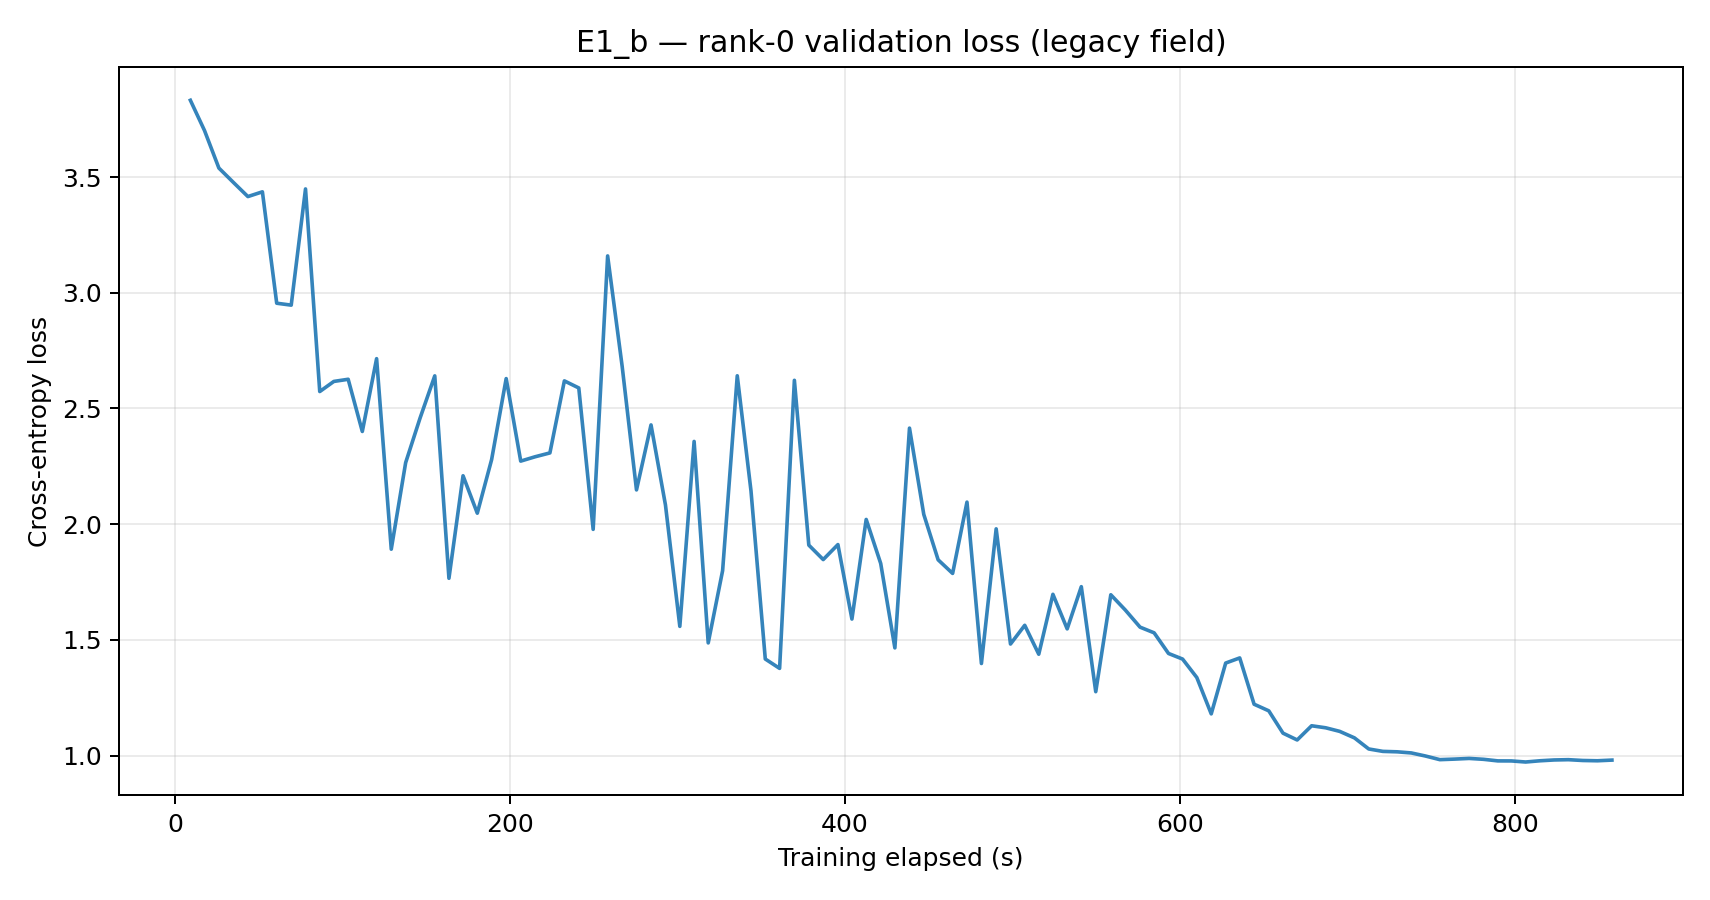 E1_b — rank-0 validation loss (legacy field)
Cross-entropy loss
3.5
3.0
2.5
2.0
1.5
1.0
0 200 400 600 800
Training elapsed (s)